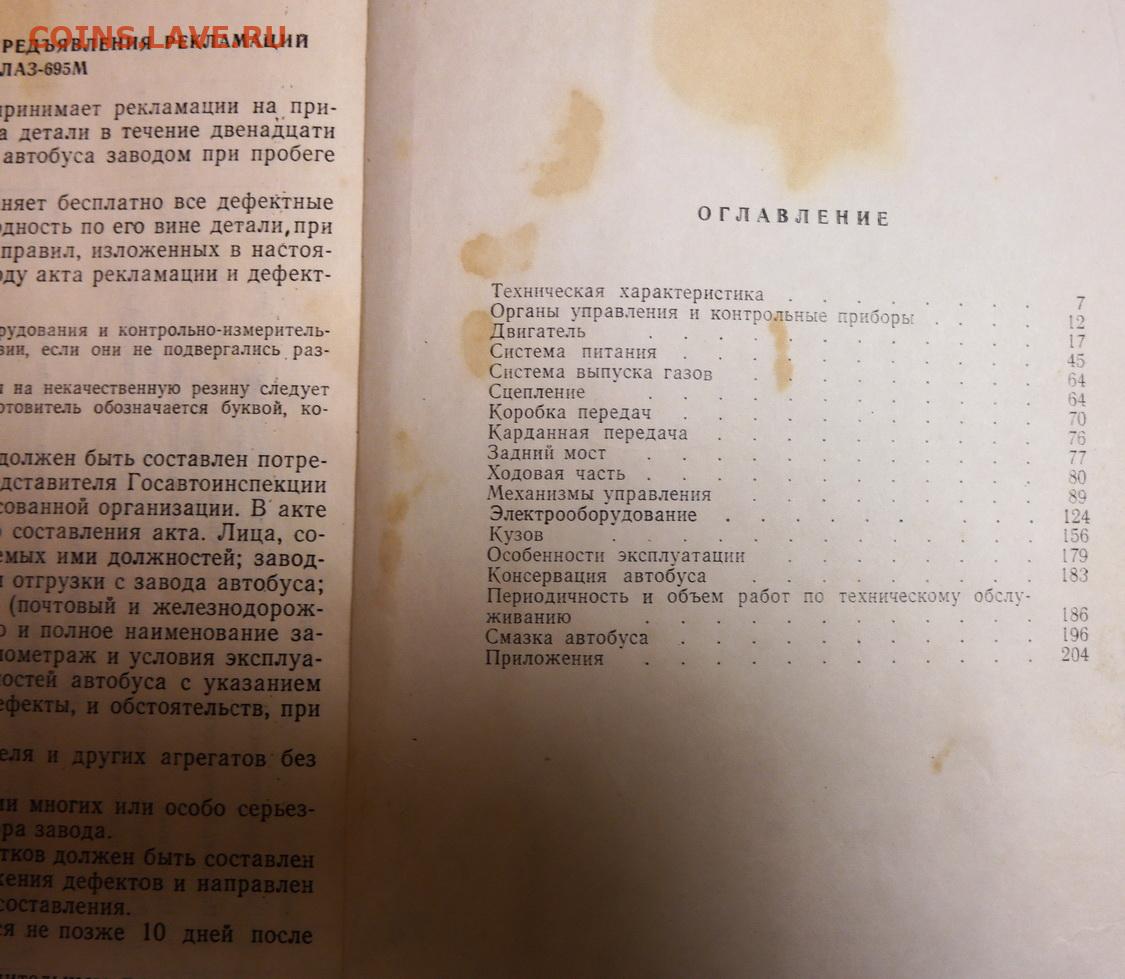 COINS.LAVE.RU
РЕДЪЯВЛЕНИЯ РЕКЛАМАЦИЙ
ЛАЗ-695М
принимает рекламации на при-
а детали в течение двенадцати
автобуса заводом при пробеге
няет бесплатно все дефектные
одность по его вине детали, при
правил, изложенных в настоя-
оду акта рекламации и дефект-
рудования и контрольно-измеритель-
вии, если они не подвергались раз-
на некачественную резину следует
отовитель обозначается буквой, ко-
должен быть составлен потре-
дставителя Госавтоинспекции
сованной организации. В акте
составления акта. Лица, со-
емых ими должностей; завод-
отгрузки с завода автобуса;
(почтовый и железнодорож-
и полное наименование за-
лометраж и условия эксплуа-
остей автобуса с указанием
ефекты, и обстоятельств, при
еля и других агрегатов без
ии многих или особо серьез-
ра завода.
тков должен быть составлен
жения дефектов и направлен
составления.
ся не позже 10 дней после
ОГЛАВЛЕНИЕ
Техническая характеристика . . . . . . . . 7
Органы управления и контрольные приборы . . . . 12
Двигатель . . . . . . . . . . . . 17
Система питания . . . . . . . . . . . 45
Система выпуска газов . . . . . . . . . 64
Сцепление . . . . . . . . . . . . 64
Коробка передач . . . . . . . . . . . 70
Карданная передача . . . . . . . . . . 76
Задний мост . . . . . . . . . . . . 77
Ходовая часть . . . . . . . . . . . . 80
Механизмы управления . . . . . . . . . 89
Электрооборудование . . . . . . . . . 124
Кузов . . . . . . . . . . . . . 156
Особенности эксплуатации . . . . . . . . 179
Консервация автобуса . . . . . . . . . 183
Периодичность и объем работ по техническому обслу-
живанию . . . . . . . . . . . . 186
Смазка автобуса . . . . . . . . . . . 196
Приложения . . . . . . . . . . . . 204